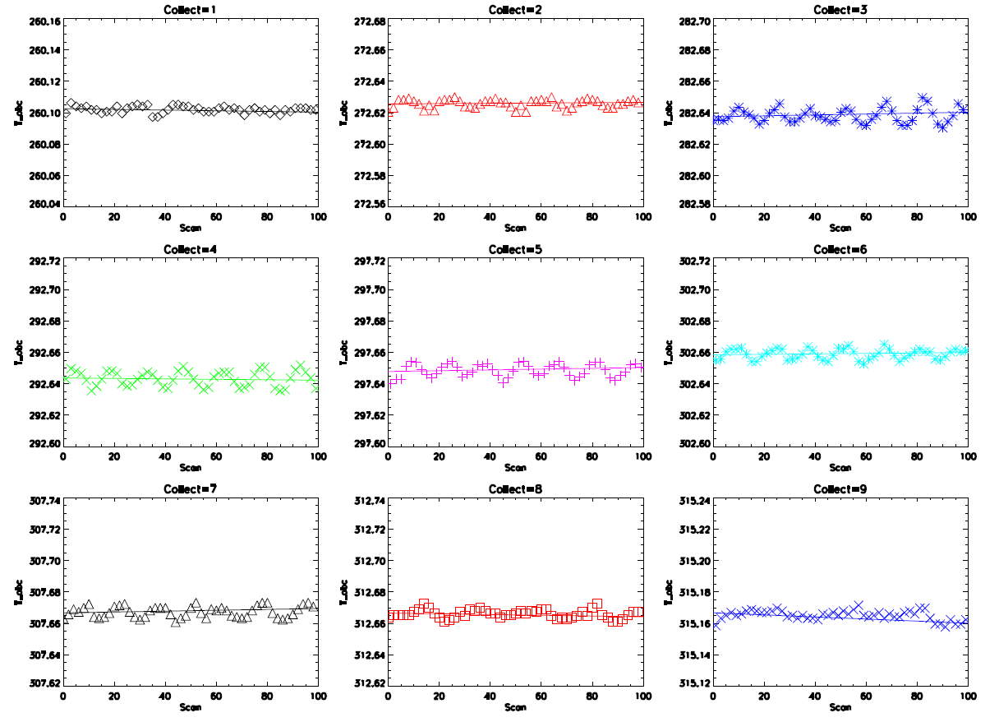 Collect=1
260.16
260.14
260.12
260.10
260.08
260.06
260.04
T_obc
0 20 40 60 80 100
Scan
Collect=2
272.68
272.66
272.64
272.62
272.60
272.58
272.56
T_obc
0 20 40 60 80 100
Scan
Collect=3
282.70
282.68
282.66
282.64
282.62
282.60
282.58
T_obc
0 20 40 60 80 100
Scan
Collect=4
292.72
292.70
292.68
292.66
292.64
292.62
292.60
T_obc
0 20 40 60 80 100
Scan
Collect=5
297.72
297.70
297.68
297.66
297.64
297.62
297.60
T_obc
0 20 40 60 80 100
Scan
Collect=6
302.72
302.70
302.68
302.66
302.64
302.62
302.60
T_obc
0 20 40 60 80 100
Scan
Collect=7
307.74
307.72
307.70
307.68
307.66
307.64
307.62
T_obc
0 20 40 60 80 100
Scan
Collect=8
312.74
312.72
312.70
312.68
312.66
312.64
312.62
T_obc
0 20 40 60 80 100
Scan
Collect=9
315.24
315.22
315.20
315.18
315.16
315.14
315.12
T_obc
0 20 40 60 80 100
Scan